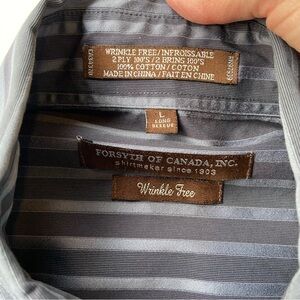 WRINKLE FREE/INFROISSABLE
2 PLY 100'S/2 BRINS 100'S
100% COTTON/COTON
MADE IN CHINA/FAIT EN CHINE
L
LONG
SLEEVE
FORSYTH OF CANADA, INC.
shirtmaker since 1903
Wrinkle Free